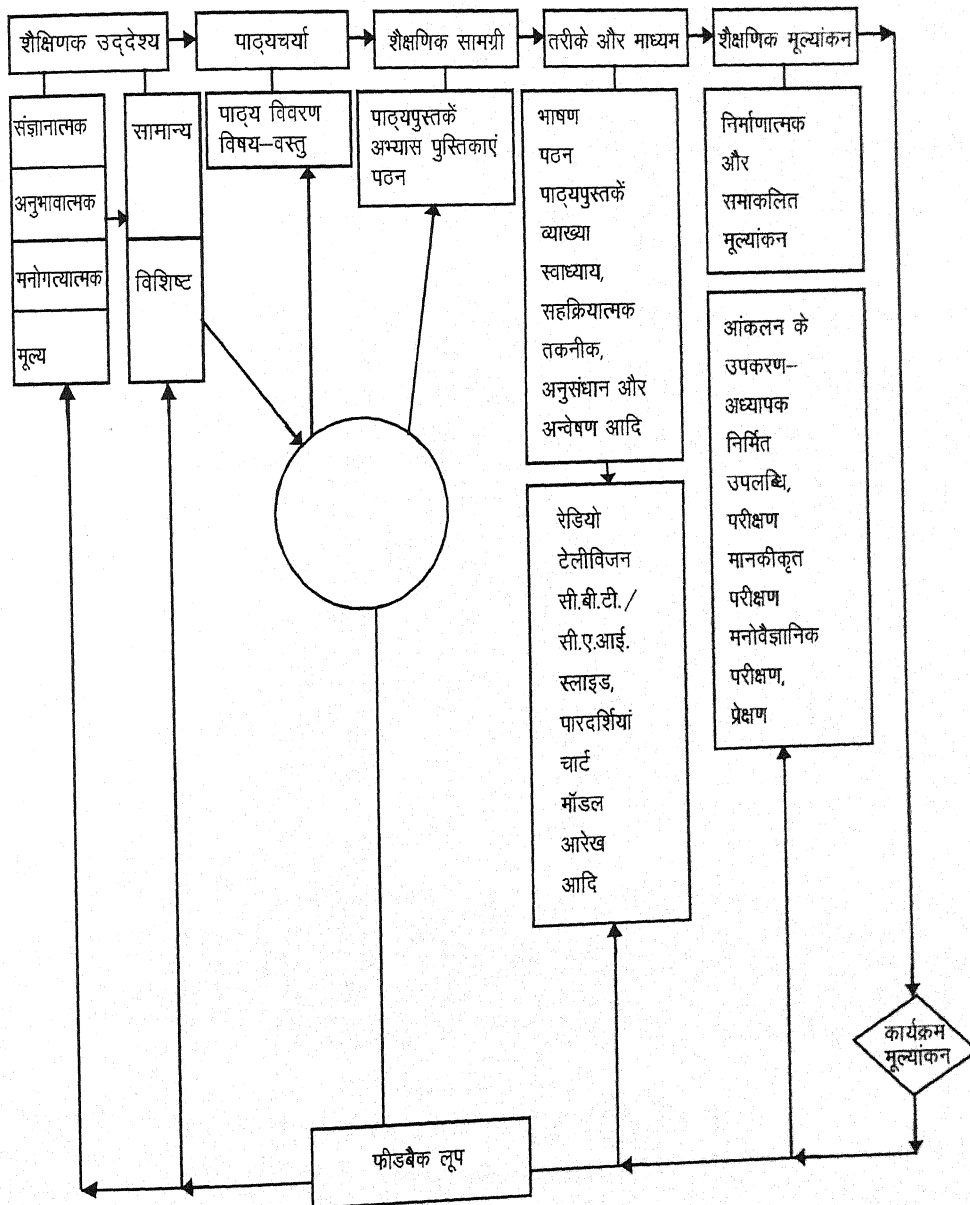 शैक्षिणक उद्देश्य
पाठ्यचर्या
शैक्षणिक सामग्री
तरीके और माध्यम
शैक्षणिक मूल्यांकन
संज्ञानात्मक
अनुभावात्मक
मनोगत्यात्मक
मूल्य
सामान्य
विशिष्ट
पाठ्य विवरण
विषय–वस्तु
पाठ्यपुस्तकें
अभ्यास पुस्तिकाएं
पठन
भाषण
पठन
पाठ्यपुस्तकें
व्याख्या
स्वाध्याय,
सहक्रियात्मक
तकनीक,
अनुसंधान और
अन्वेषण आदि
रेडियो
टेलीविजन
सी.बी.टी./
सी.ए.आई.
स्लाइड,
पारदर्शियां
चार्ट
मॉडल
आरेख
आदि
निर्माणात्मक
और
समाकलित
मूल्यांकन
आंकलन के
उपकरण–
अध्यापक
निर्मित
उपलब्धि,
परीक्षण
मानकीकृत
परीक्षण
मनोवैज्ञानिक
परीक्षण,
प्रेक्षण
कार्यक्रम
मूल्यांकन
फीडबैक लूप